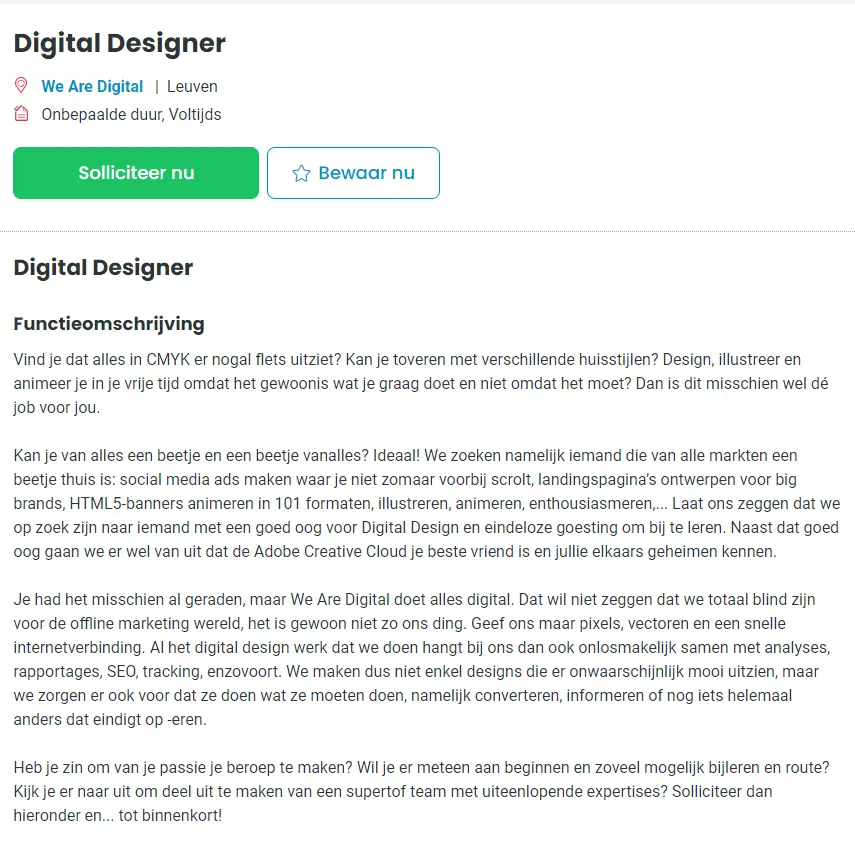 Digital Designer
We Are Digital | Leuven
Onbepaalde duur, Voltijds
Solliciteer nu
Bewaar nu
Digital Designer
Functieomschrijving
Vind je dat alles in CMYK er nogal flets uitziet? Kan je toveren met verschillende huisstijlen? Design, illustreer en
animeer je in je vrije tijd omdat het gewoonis wat je graag doet en niet omdat het moet? Dan is dit misschien wel dé
job voor jou.
Kan je van alles een beetje en een beetje vanalles? Ideaal! We zoeken namelijk iemand die van alle markten een
beetje thuis is: social media ads maken waar je niet zomaar voorbij scrolt, landingspagina’s ontwerpen voor big
brands, HTML5-banners animeren in 101 formaten, illustreren, animeren, enthousiasmeren,... Laat ons zeggen dat we
op zoek zijn naar iemand met een goed oog voor Digital Design en eindeloze goesting om bij te leren. Naast dat goed
oog gaan we er wel van uit dat de Adobe Creative Cloud je beste vriend is en jullie elkaars geheimen kennen.
Je had het misschien al geraden, maar We Are Digital doet alles digital. Dat wil niet zeggen dat we totaal blind zijn
voor de offline marketing wereld, het is gewoon niet zo ons ding. Geef ons maar pixels, vectoren en een snelle
internetverbinding. Al het digital design werk dat we doen hangt bij ons dan ook onlosmakelijk samen met analyses,
rapportages, SEO, tracking, enzovoort. We maken dus niet enkel designs die er onwaarschijnlijk mooi uitzien, maar
we zorgen er ook voor dat ze doen wat ze moeten doen, namelijk converteren, informeren of nog iets helemaal
anders dat eindigt op -eren.
Heb je zin om van je passie je beroep te maken? Wil je er meteen aan beginnen en zoveel mogelijk bijleren en route?
Kijk je er naar uit om deel uit te maken van een supertof team met uiteenlopende expertises? Solliciteer dan
hieronder en... tot binnenkort!